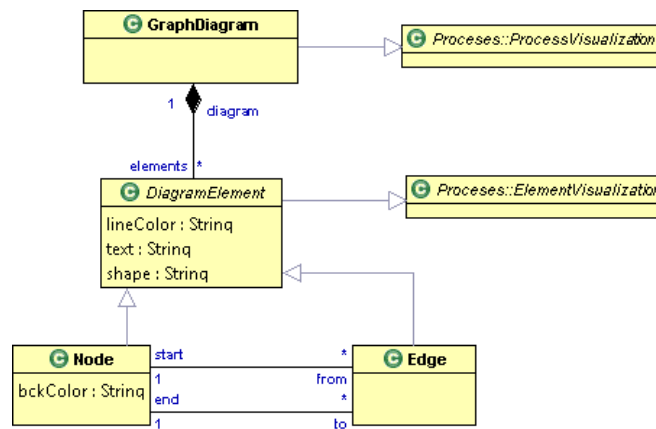 GraphDiagram
Proceses::ProcessVisualization
1
diagram
elements *
DiagramElement
Proceses::ElementVisualization
lineColor : String
text : String
shape : String
Node
bckColor : String
start *
1 from
end *
1 to
Edge